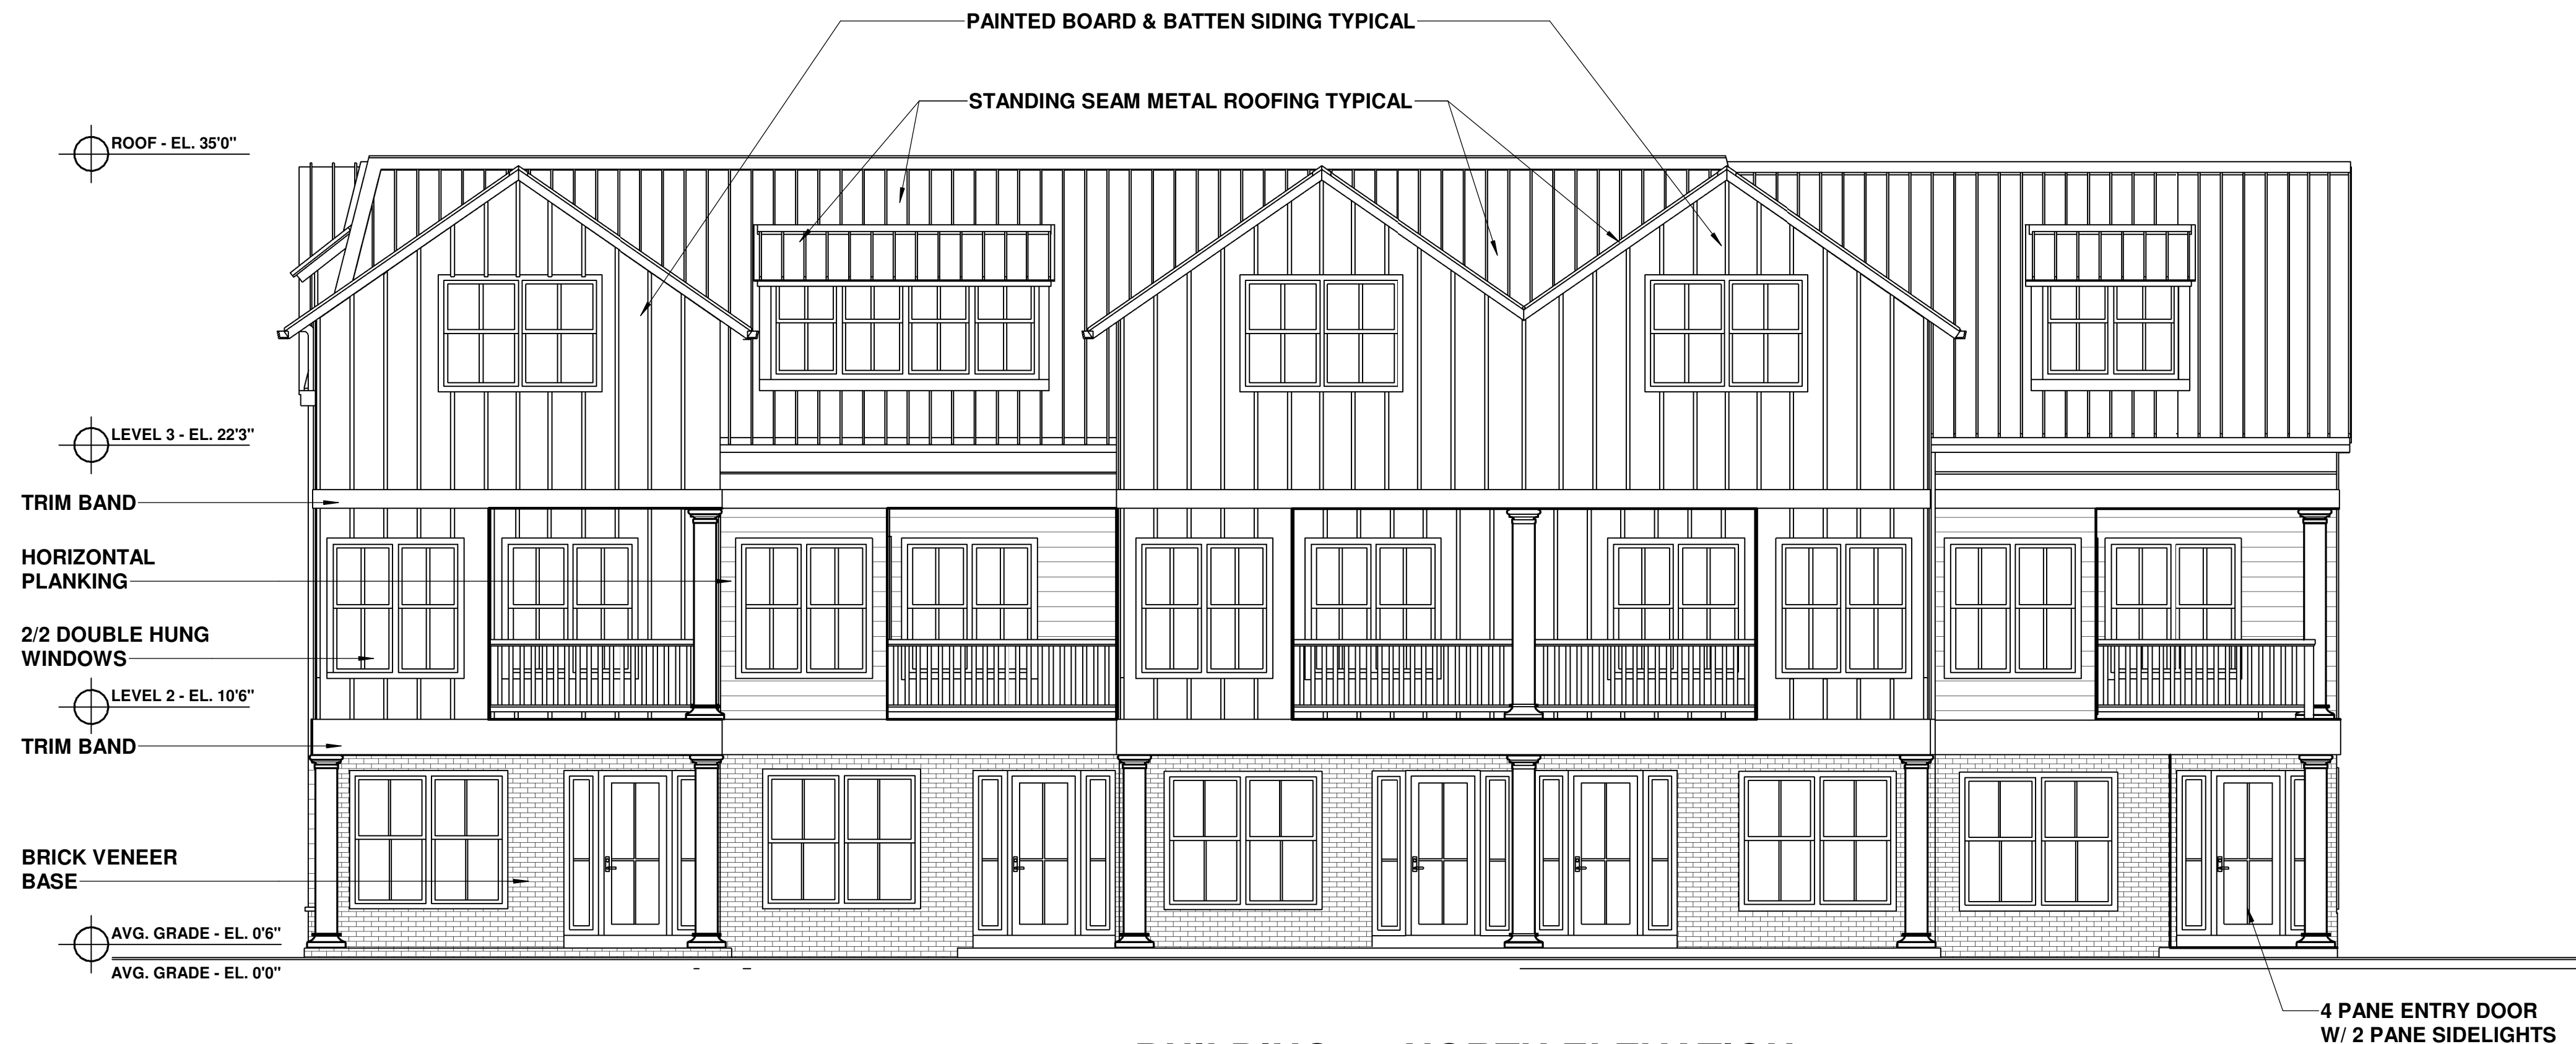 PAINTED BOARD & BATTEN SIDING TYPICAL
STANDING SEAM METAL ROOFING TYPICAL
ROOF - EL. 35'0"
LEVEL 3 - EL. 22'3"
TRIM BAND
HORIZONTAL
PLANKING
2/2 DOUBLE HUNG
WINDOWS
LEVEL 2 - EL. 10'6"
TRIM BAND
BRICK VENEER
BASE
AVG. GRADE - EL. 0'6"
AVG. GRADE - EL. 0'0"
4 PANE ENTRY DOOR
W/ 2 PANE SIDELIGHTS